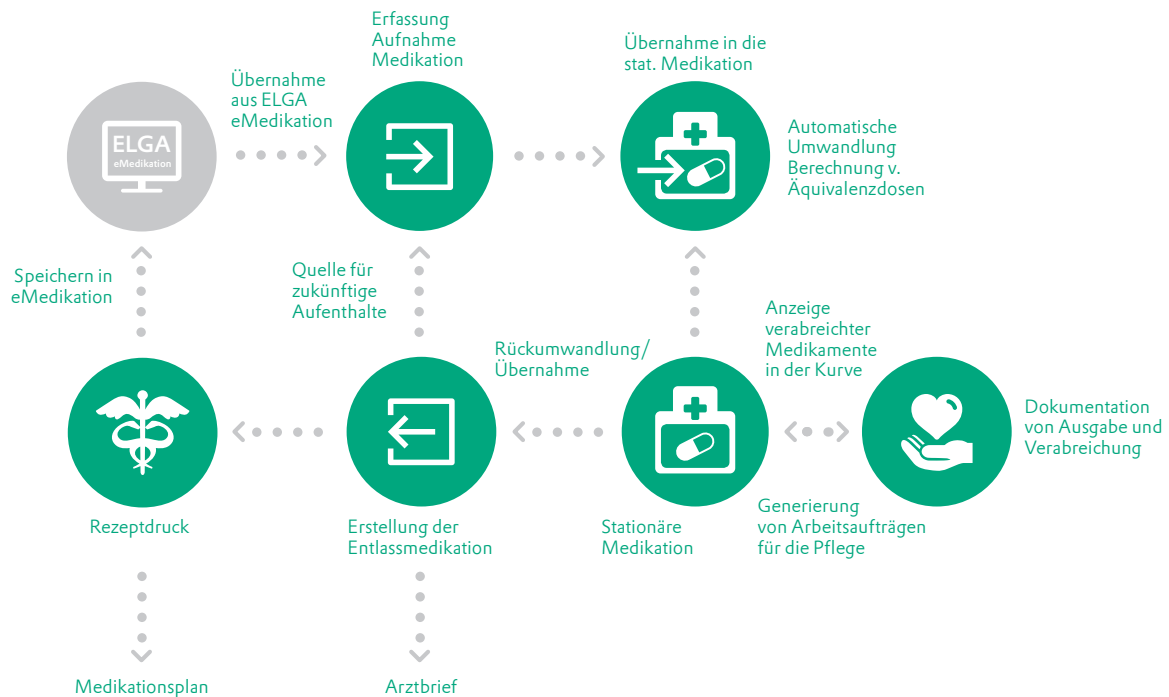 Erfassung
Aufnahme
Medikation
Übernahme in die
stat. Medikation
Übernahme
aus ELGA
eMedikation
ELGA
eMedikation
Automatische
Umwandlung
Berechnung v.
Äquivalenzdosen
Speichern in
eMedikation
Quelle für
zukünftige
Aufenthalte
Rückumwandlung/
Übernahme
Anzeige
verabreichter
Medikamente
in der Kurve
Dokumentation
von Ausgabe und
Verabreichung
Rezeptdruck
Erstellung der
Entlassmedikation
Stationäre
Medikation
Generierung
von Arbeitsaufträgen
für die Pflege
Medikationsplan
Arztbrief